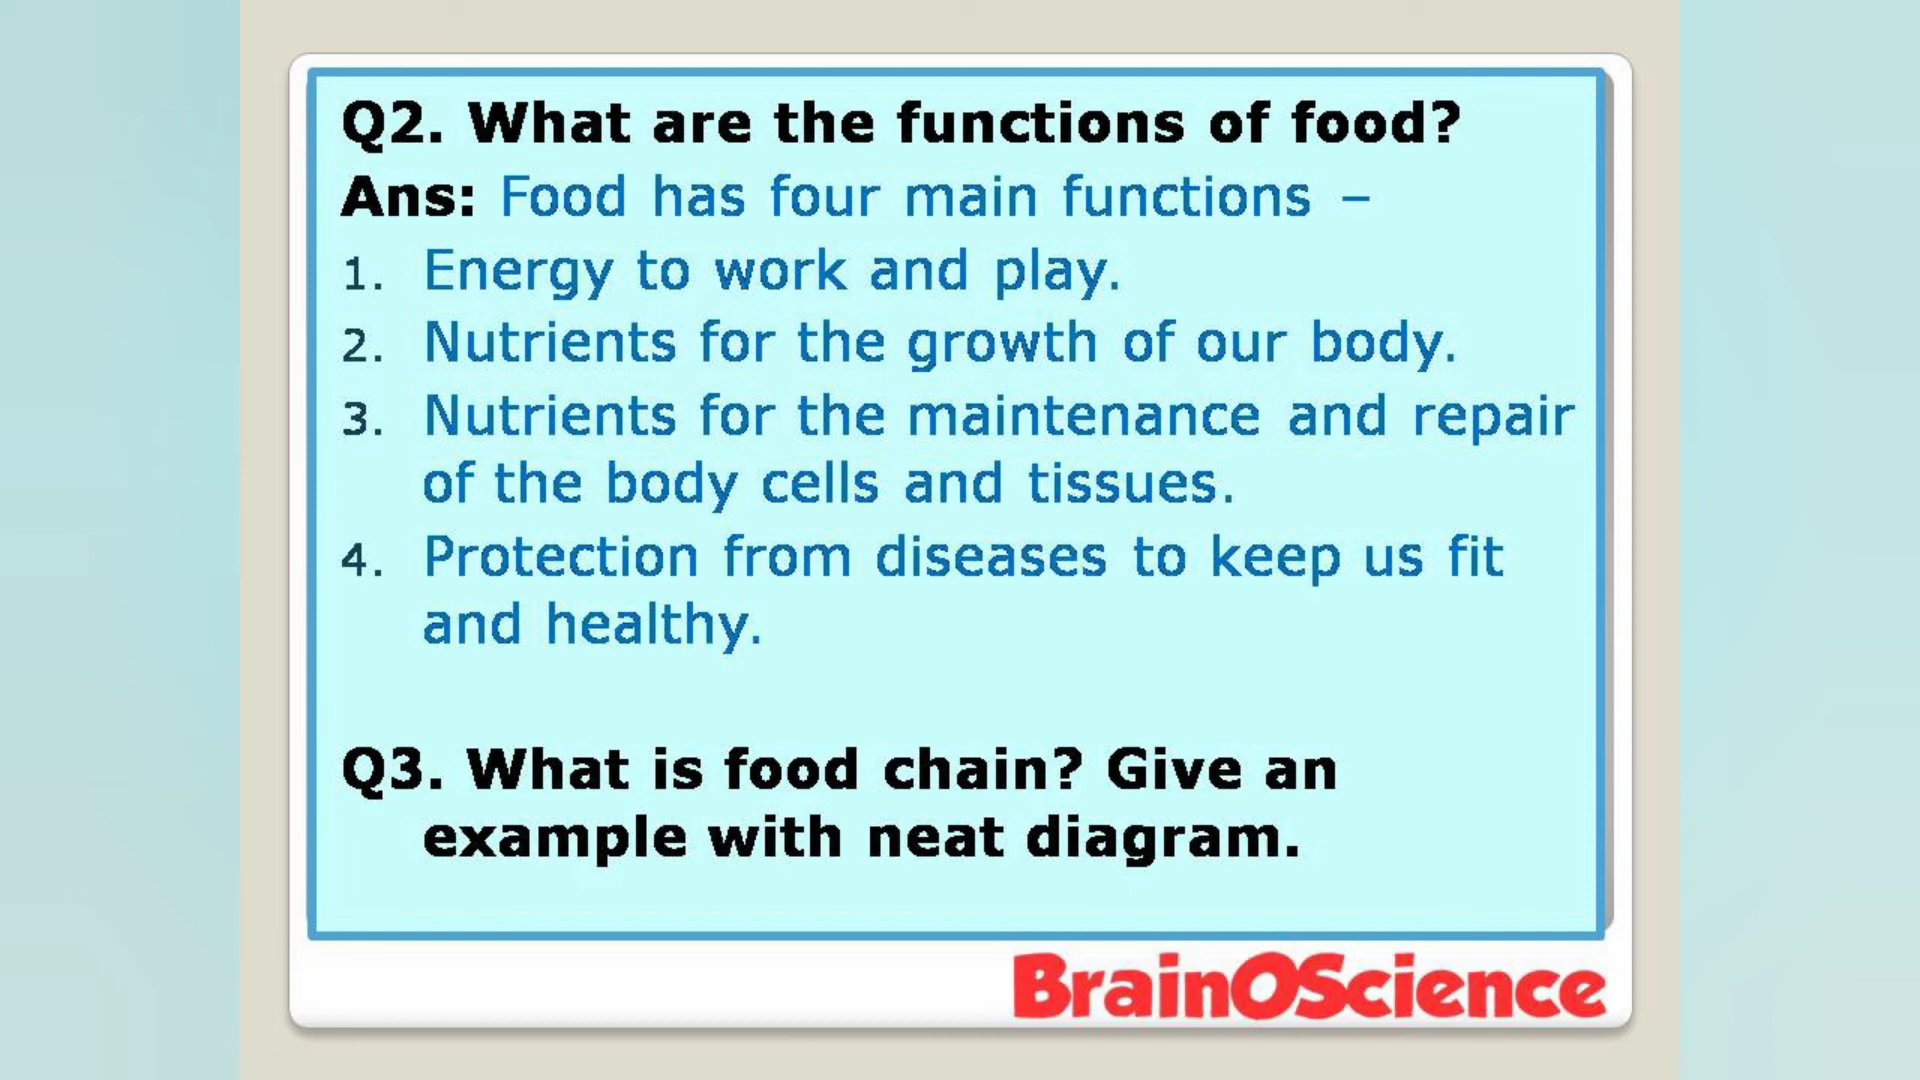 Q2. What are the functions of food?
Ans: Food has four main functions –
1. Energy to work and play.
2. Nutrients for the growth of our body.
3. Nutrients for the maintenance and repair
of the body cells and tissues.
4. Protection from diseases to keep us fit
and healthy.
Q3. What is food chain? Give an
example with neat diagram.
BrainOScience